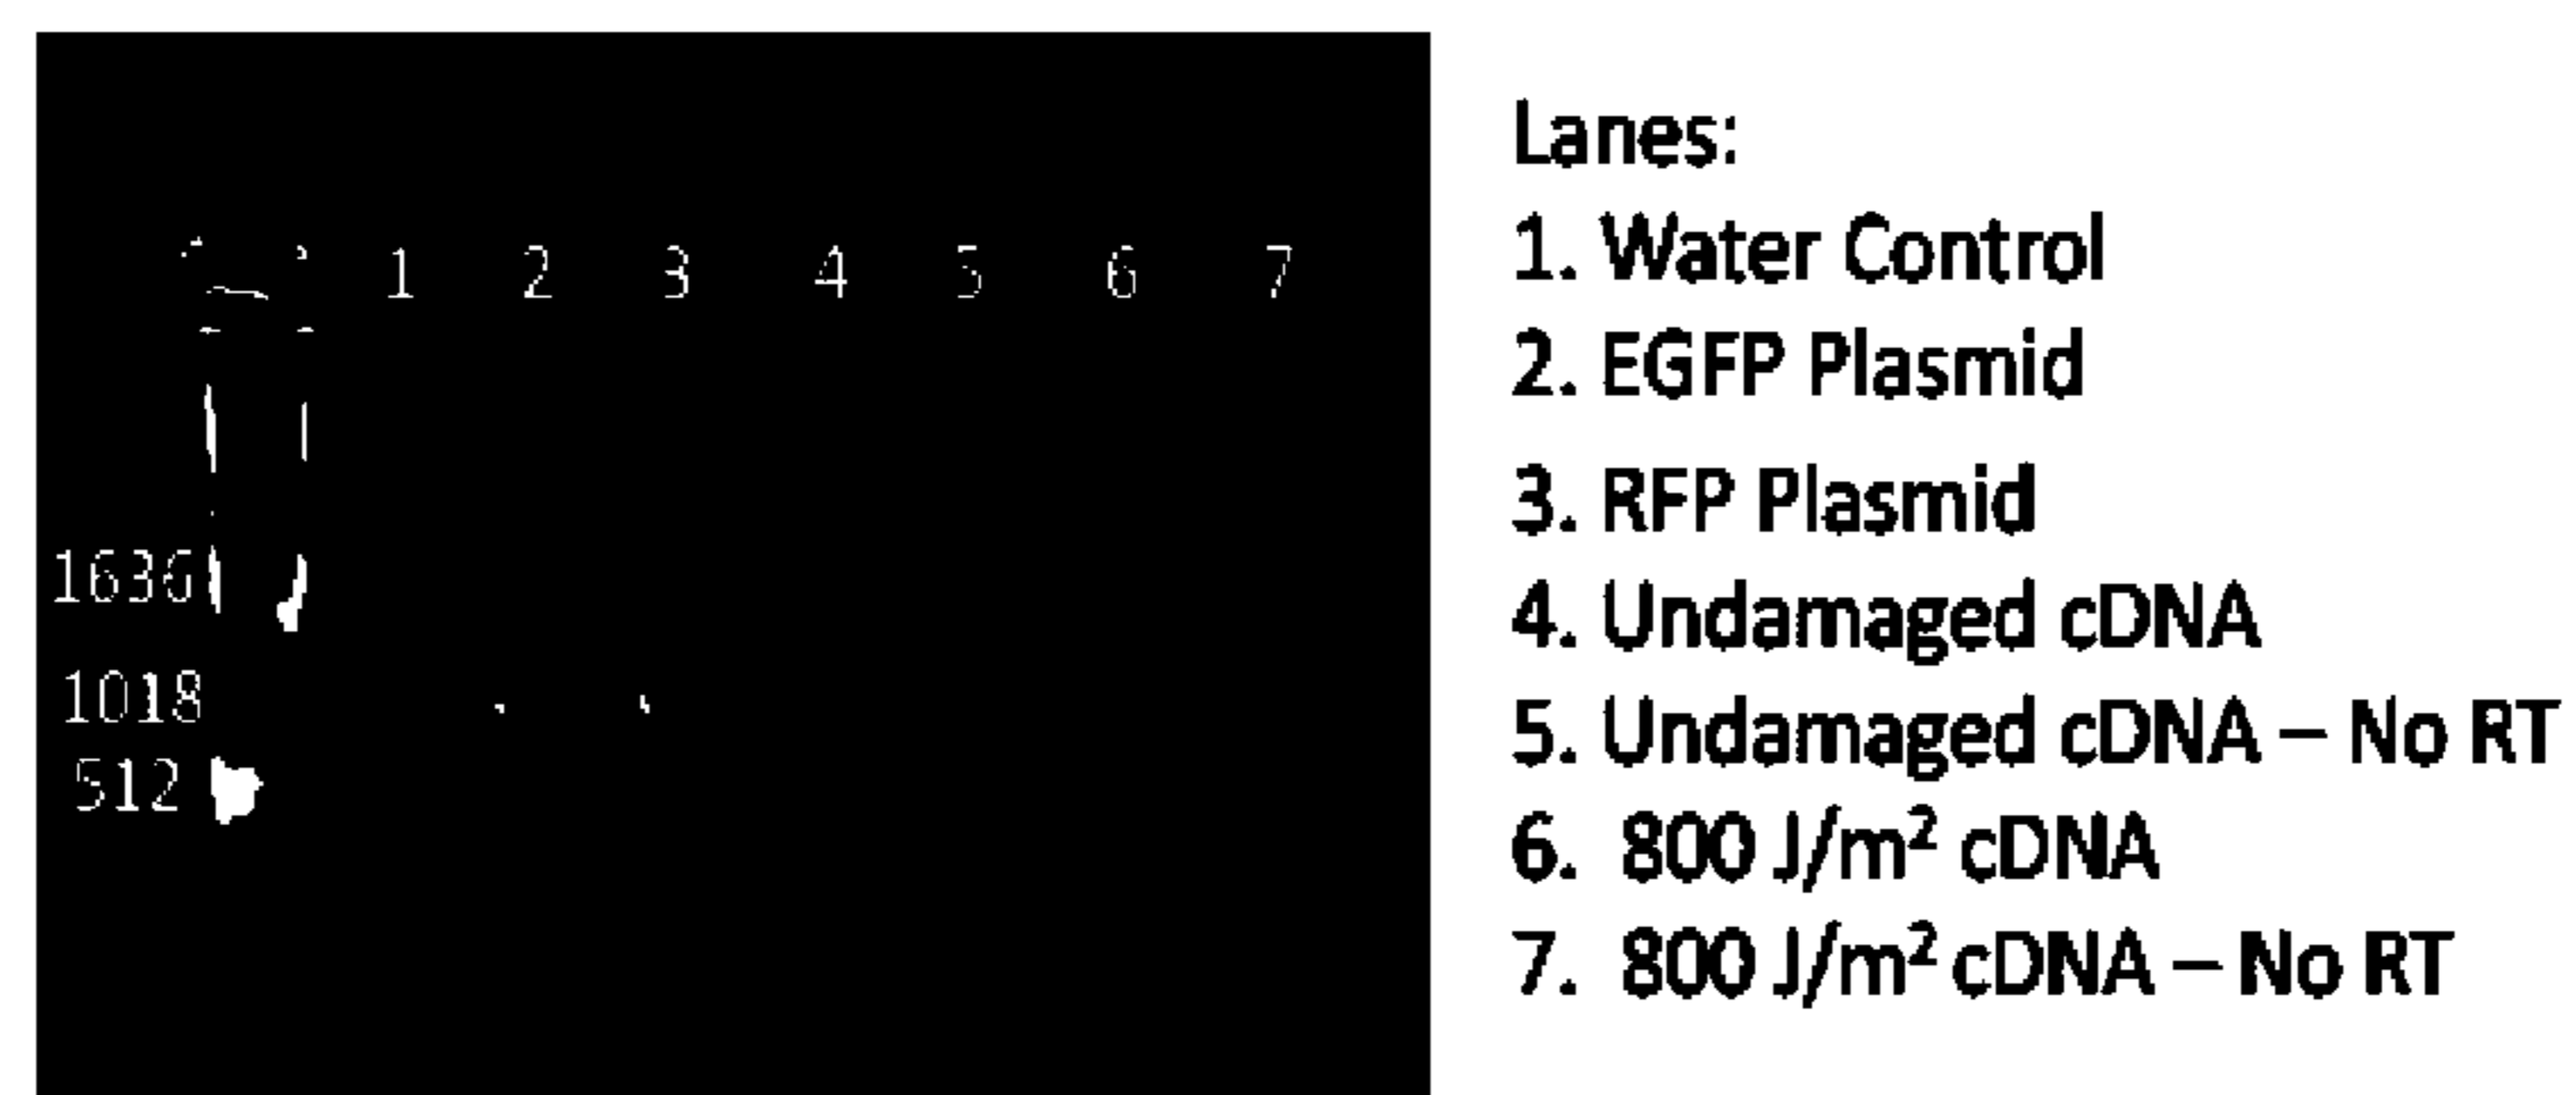 1 2 3 4 5 6 7
1636
1018
512
Lanes:
1. Water Control
2. EGFP Plasmid
3. RFP Plasmid
4. Undamaged cDNA
5. Undamaged cDNA – No RT
6. 800 J/m² cDNA
7. 800 J/m² cDNA – No RT